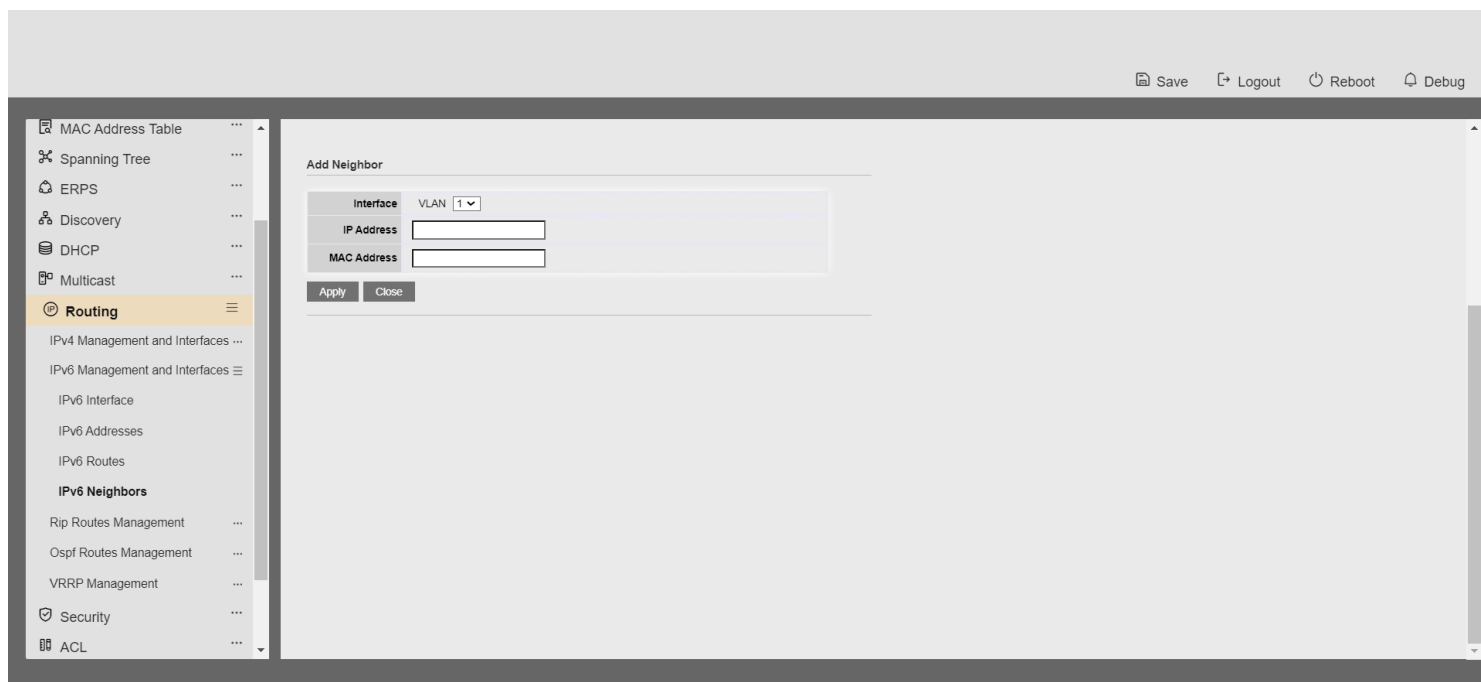 Save Logout Reboot Debug
MAC Address Table ...
Spanning Tree ...
ERPS ...
Discovery ...
DHCP ...
Multicast ...
IP Routing
IPv4 Management and Interfaces ...
IPv6 Management and Interfaces
IPv6 Interface
IPv6 Addresses
IPv6 Routes
IPv6 Neighbors
Rip Routes Management ...
Ospf Routes Management ...
VRRP Management ...
Security ...
ACL ...
Add Neighbor
Interface VLAN 1
IP Address
MAC Address
Apply Close